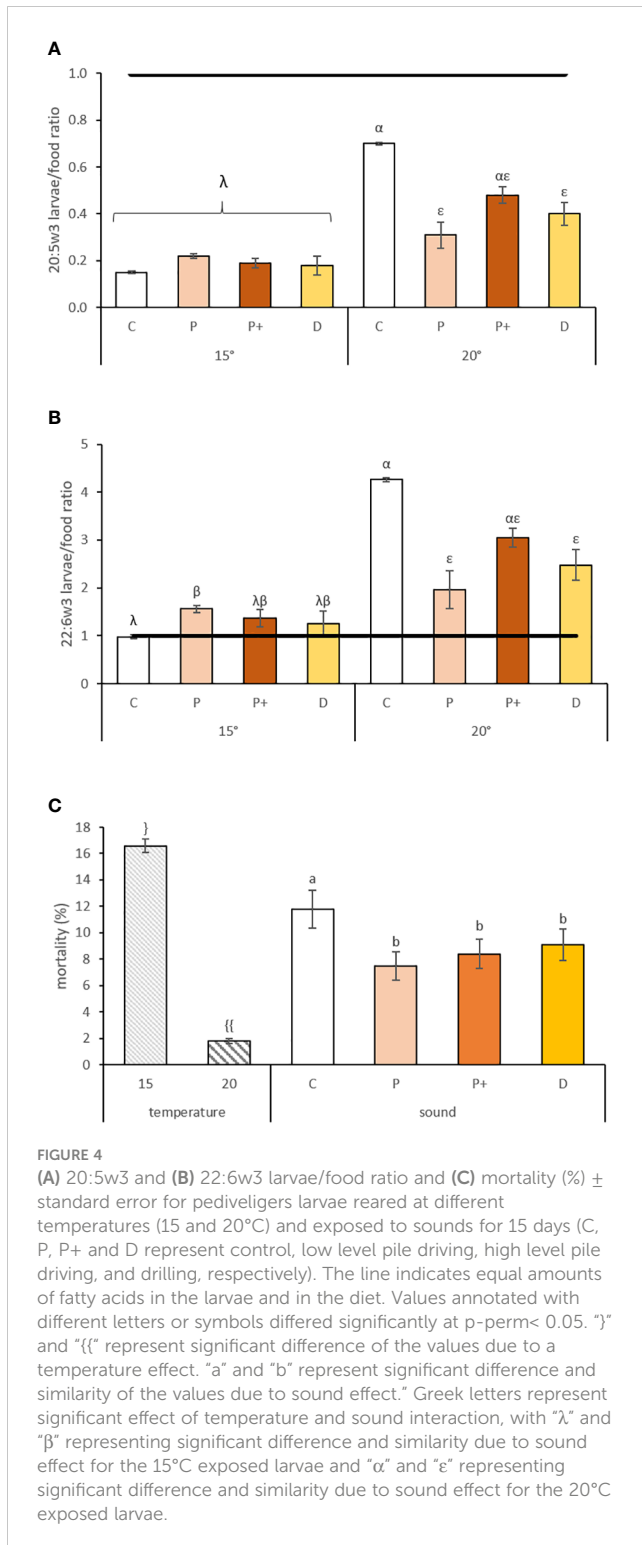 A
20:5w3 larvae/food ratio
1.0
0.8
0.6
0.4
0.2
0.0
λ
α
ε
αε
ε
C P P+ D C P P+ D
15° 20°
B
22:6w3 larvae/food ratio
5
4
3
2
1
0
λ
β
λβ
λβ
α
ε
αε
ε
C P P+ D C P P+ D
15° 20°
C
mortality (%)
18
16
14
12
10
8
6
4
2
0
}
{{
a
b
b
b
15 20 C P P+ D
temperature sound
FIGURE 4
(A) 20:5w3 and (B) 22:6w3 larvae/food ratio and (C) mortality (%) ±
standard error for pediveligers larvae reared at different
temperatures (15 and 20°C) and exposed to sounds for 15 days (C,
P, P+ and D represent control, low level pile driving, high level pile
driving, and drilling, respectively). The line indicates equal amounts
of fatty acids in the larvae and in the diet. Values annotated with
different letters or symbols differed significantly at p-perm< 0.05. “}”
and “{{“ represent significant difference of the values due to a
temperature effect. “a” and “b” represent significant difference and
similarity of the values due to sound effect.” Greek letters represent
significant effect of temperature and sound interaction, with “λ” and
“β” representing significant difference and similarity due to sound
effect for the 15°C exposed larvae and “α” and “ε” representing
significant difference and similarity due to sound effect for the 20°C
exposed larvae.